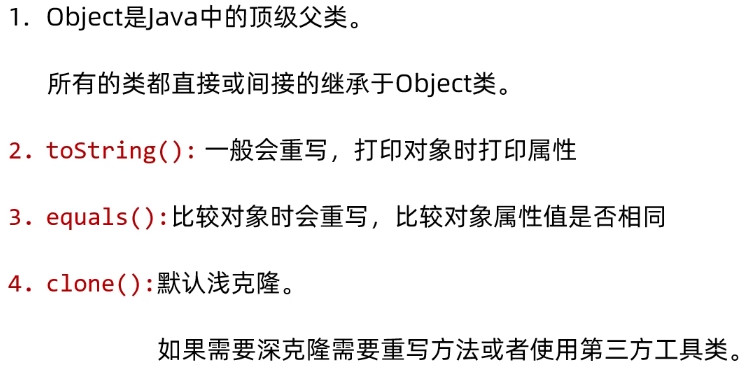 1. Object是Java中的顶级父类。
所有的类都直接或间接的继承于Object类。
2. toString(): 一般会重写，打印对象时打印属性
3. equals():比较对象时会重写，比较对象属性值是否相同
4. clone():默认浅克隆。
如果需要深克隆需要重写方法或者使用第三方工具类。